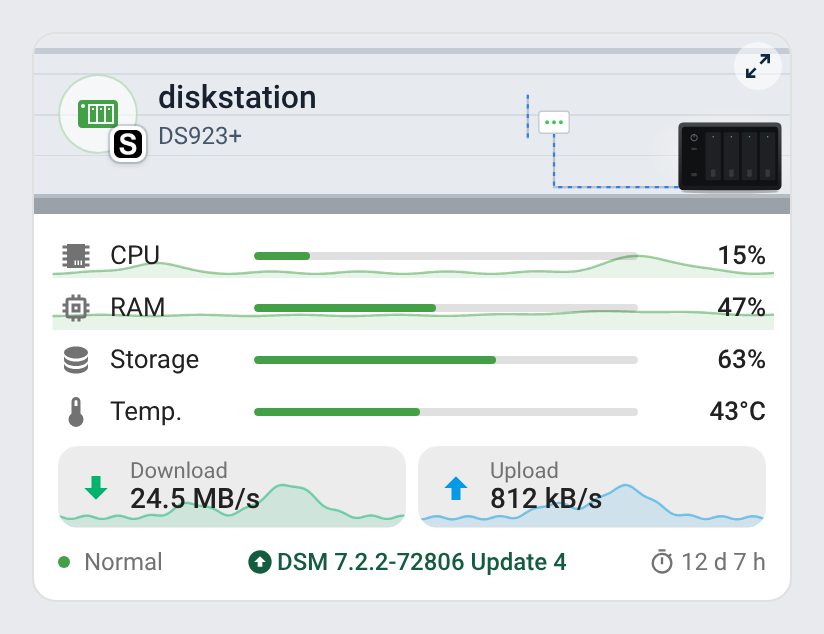 diskstation
S
DS923+
CPU 15%
RAM 47%
Storage 63%
Temp. 43°C
Download
24.5 MB/s
Upload
812 kB/s
Normal DSM 7.2.2-72806 Update 4 12 d 7 h